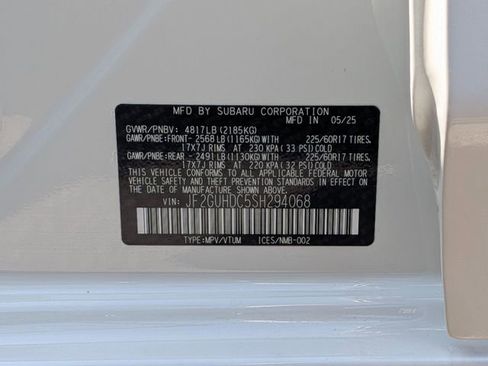 MFD BY SUBARU CORPORATION
MFD IN 05/25
GVWR/PNBV: 4817LB (2185KG)
GAWR/PNBE:FRONT- 2568LB(1165KG)WITH 225/60R17 TIRES.
17X7J RIMS AT 230 KPA (33 PSI)COLD
GAWR/PNBE:REAR -2491LB(1130KG)WITH 225/60R17 TIRES.
17X7J RIMS AT 220 KPA (32 PSI)COLD
THIS VEHICLE CONFORMS TO ALL APPLICABLE FEDERAL MOTOR
VEHICLE SAFETY AND THEFT PREVENTION STANDARDS IN EFFECT
ON THE DATE OF MANUFACTURE SHOWN ABOVE.
VIN: JF2GUHDC5SH294068
TYPE:MPV/VTUM ICES/NMB-002